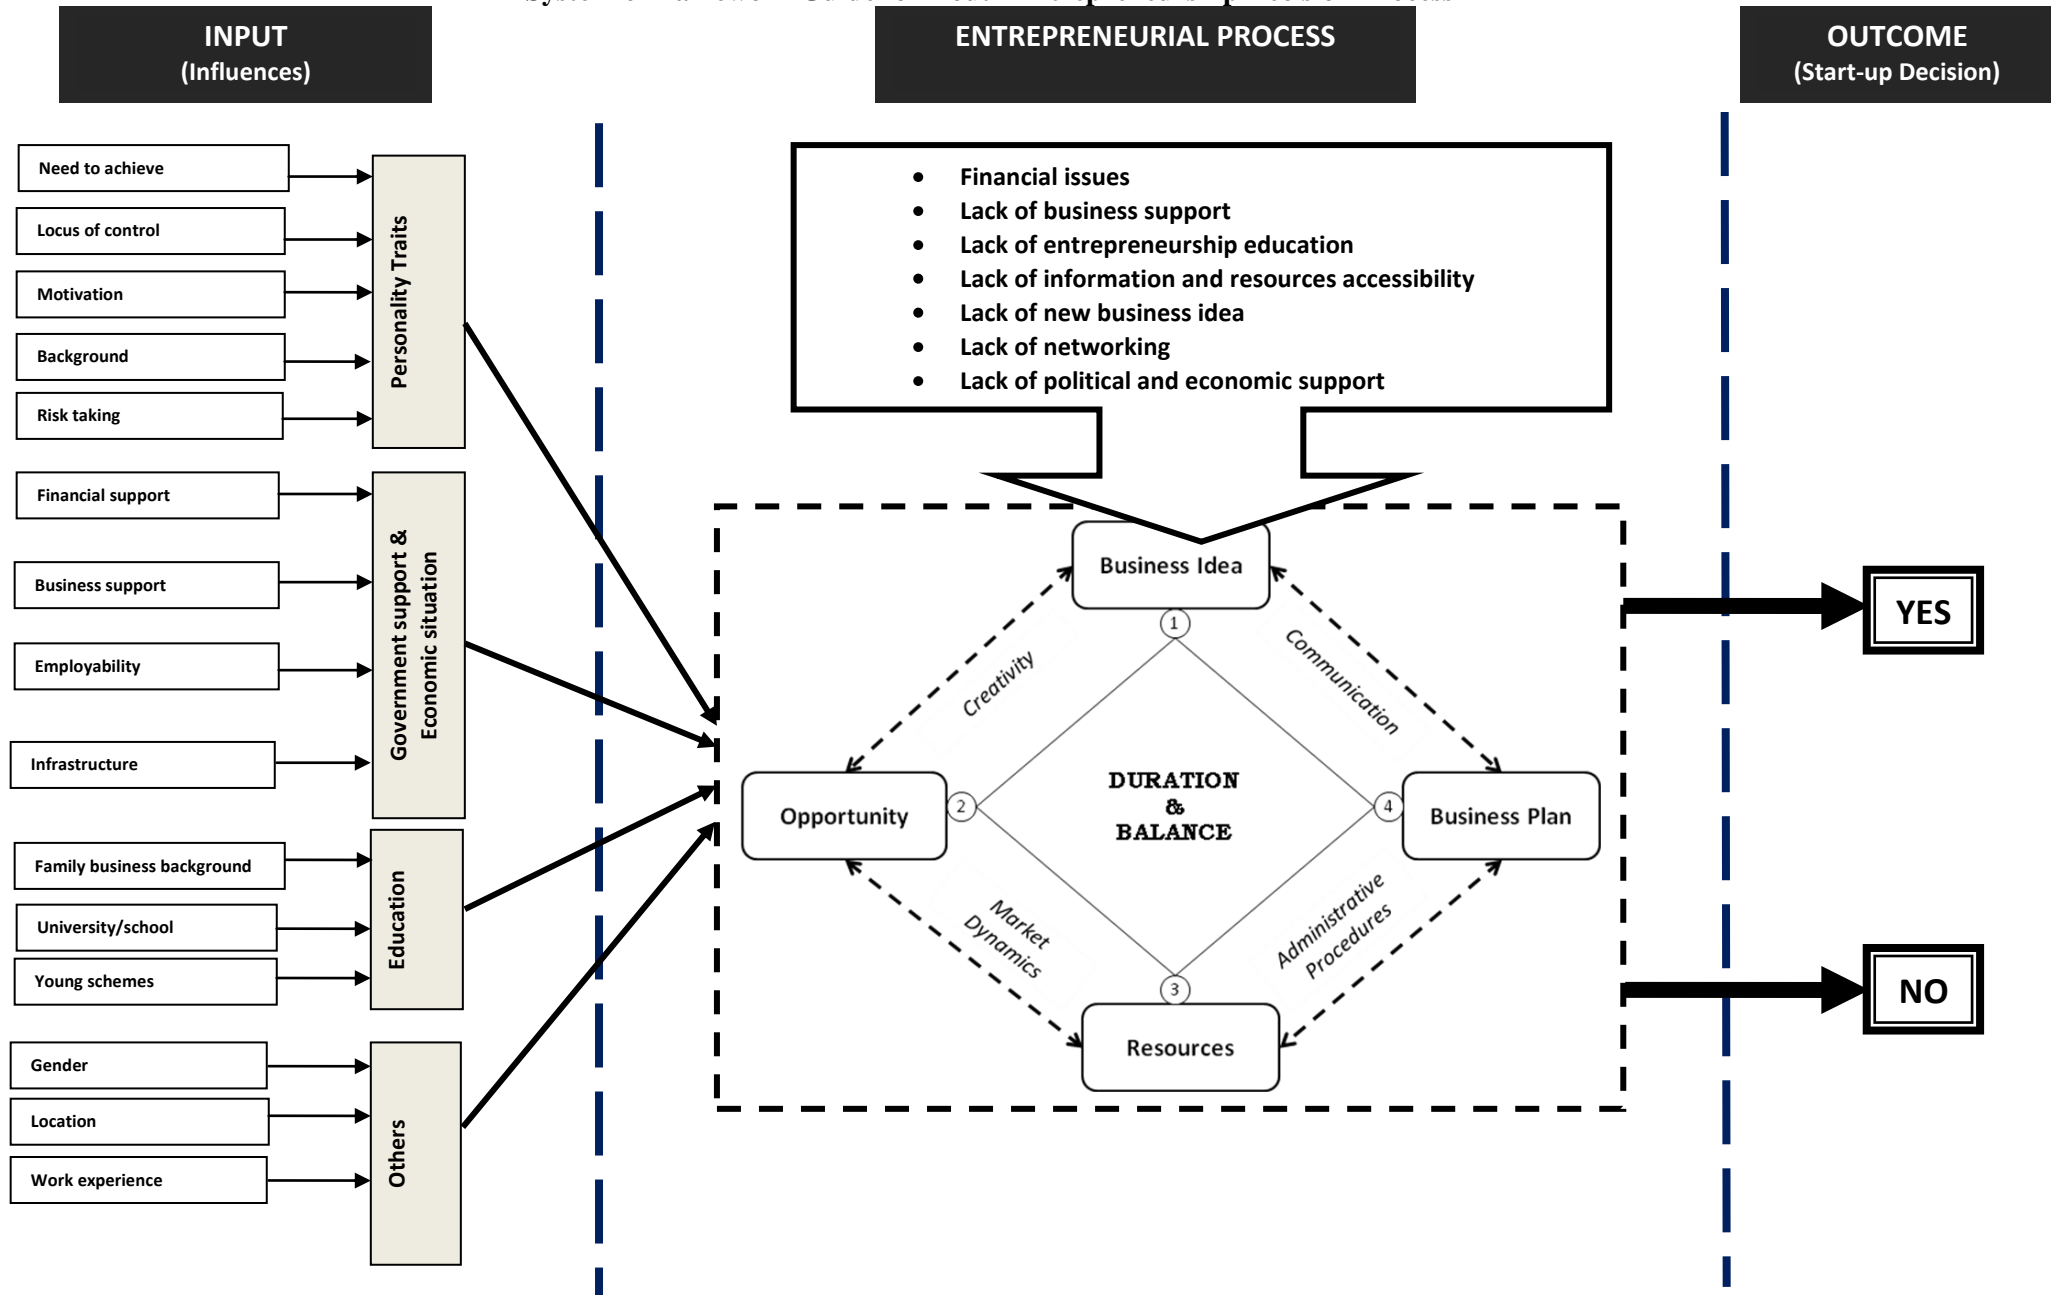 INPUT
(Influences)
ENTREPRENEURIAL PROCESS
OUTCOME
(Start-up Decision)
Need to achieve
Locus of control
Motivation
Background
Risk taking
Personality Traits
Financial support
Business support
Employability
Infrastructure
Government support &
Economic situation
Family business background
University/school
Young schemes
Education
Gender
Location
Work experience
Others
• Financial issues
• Lack of business support
• Lack of entrepreneurship education
• Lack of information and resources accessibility
• Lack of new business idea
• Lack of networking
• Lack of political and economic support
Business Idea
1
Creativity
Communication
Opportunity
2
DURATION
&
BALANCE
4
Business Plan
Market
Dynamics
Administrative
Procedures
3
Resources
YES
NO